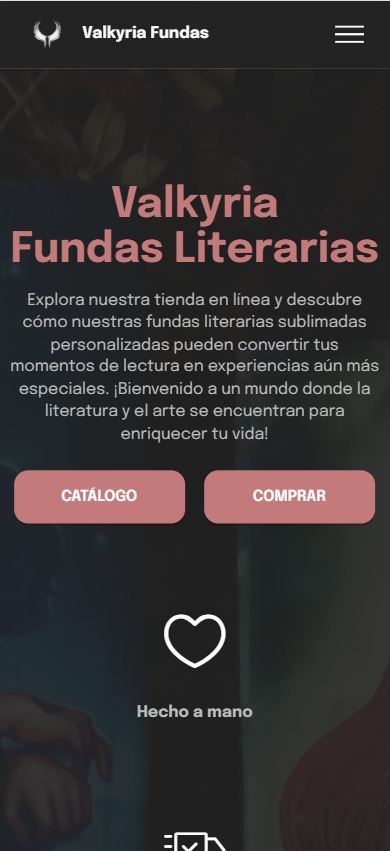 Valkyria Fundas
Valkyria
Fundas Literarias
Explora nuestra tienda en línea y descubre
cómo nuestras fundas literarias sublimadas
personalizadas pueden convertir tus
momentos de lectura en experiencias aún más
especiales. ¡Bienvenido a un mundo donde la
literatura y el arte se encuentran para
enriquecer tu vida!
CATÁLOGO
COMPRAR
Hecho a mano